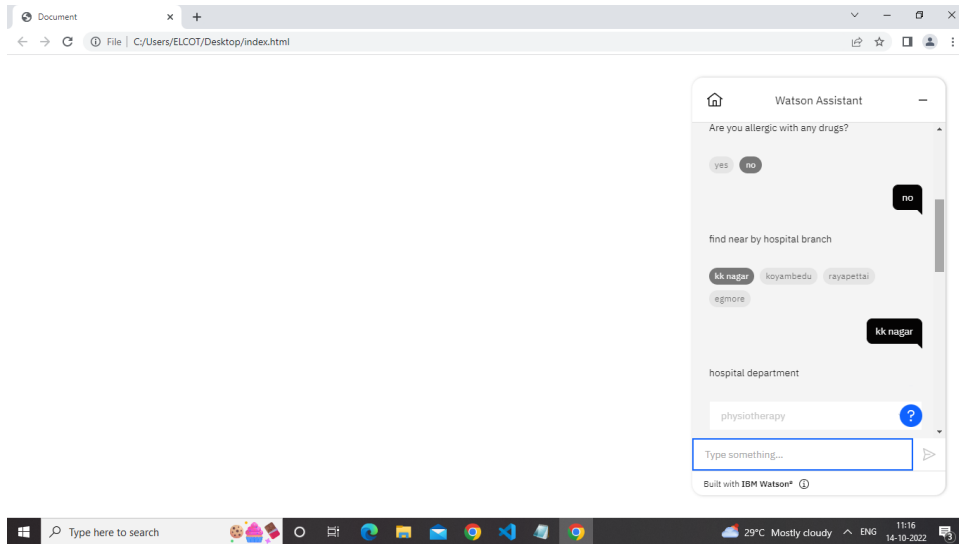 Document
File C:/Users/ELCOT/Desktop/index.html
Watson Assistant
Are you allergic with any drugs?
yes no
no
find near by hospital branch
kk nagar koyambedu rayapettai
egmore
kk nagar
hospital department
physiotherapy ?
Type something...
Built with IBM Watson®
Type here to search
29°C Mostly cloudy ENG 11:16
14-10-2022 3